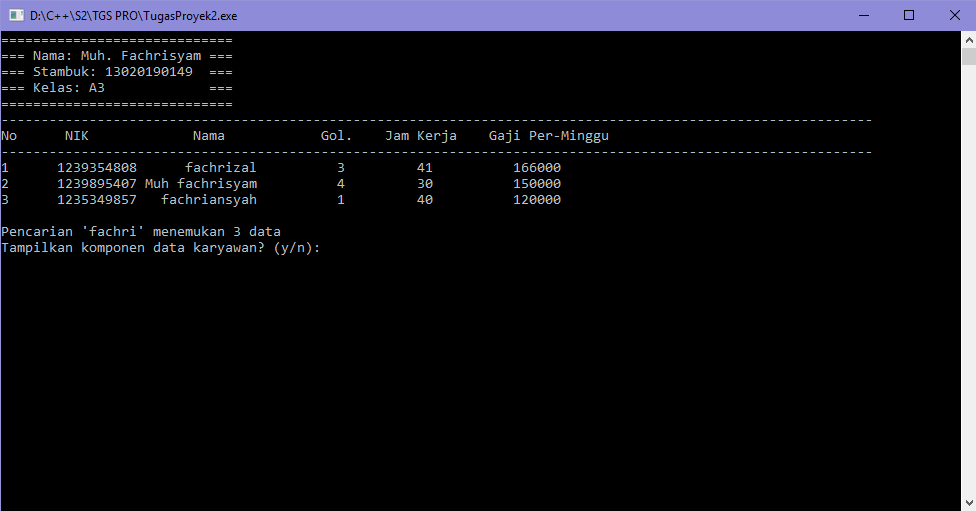 D:\C++\S2\TGS PRO\TugasProyek2.exe
=============================
=== Nama: Muh. Fachrisyam ===
=== Stambuk: 13020190149  ===
=== Kelas: A3             ===
=============================
-------------------------------------------------------------------------------------------------------------
No      NIK             Nama            Gol.    Jam Kerja    Gaji Per-Minggu
-------------------------------------------------------------------------------------------------------------
1      1239354808      fachrizal          3         41          166000
2      1239895407 Muh fachrisyam          4         30          150000
3      1235349857   fachriansyah          1         40          120000
Pencarian 'fachri' menemukan 3 data
Tampilkan komponen data karyawan? (y/n):